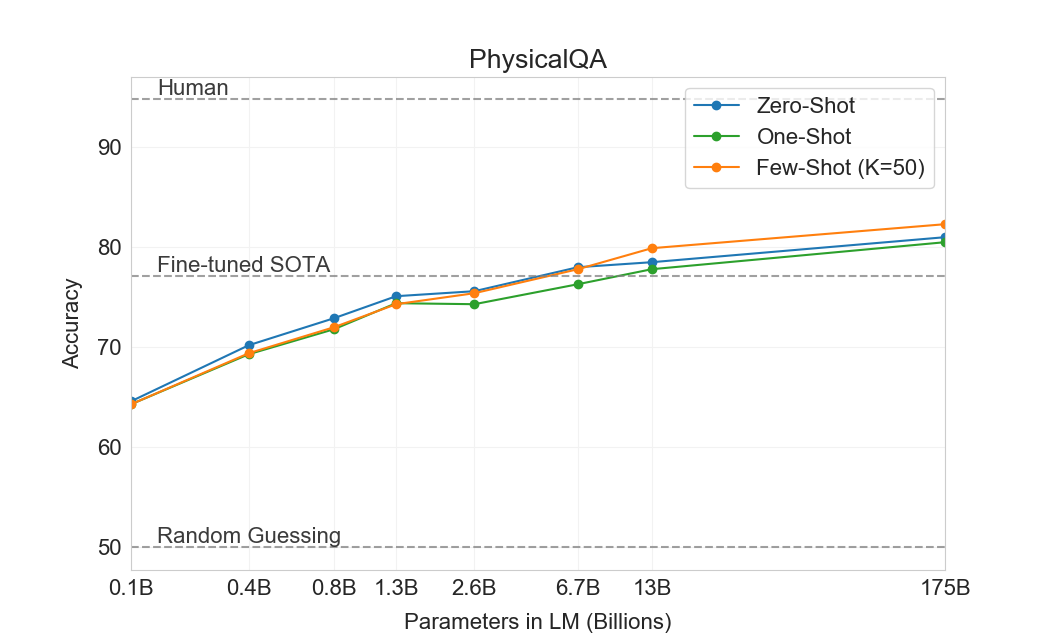 PhysicalQA
Human
Zero-Shot
One-Shot
Few-Shot (K=50)
90
80
Fine-tuned SOTA
70
60
Random Guessing
50
Accuracy
0.1B 0.4B 0.8B 1.3B 2.6B 6.7B 13B 175B
Parameters in LM (Billions)